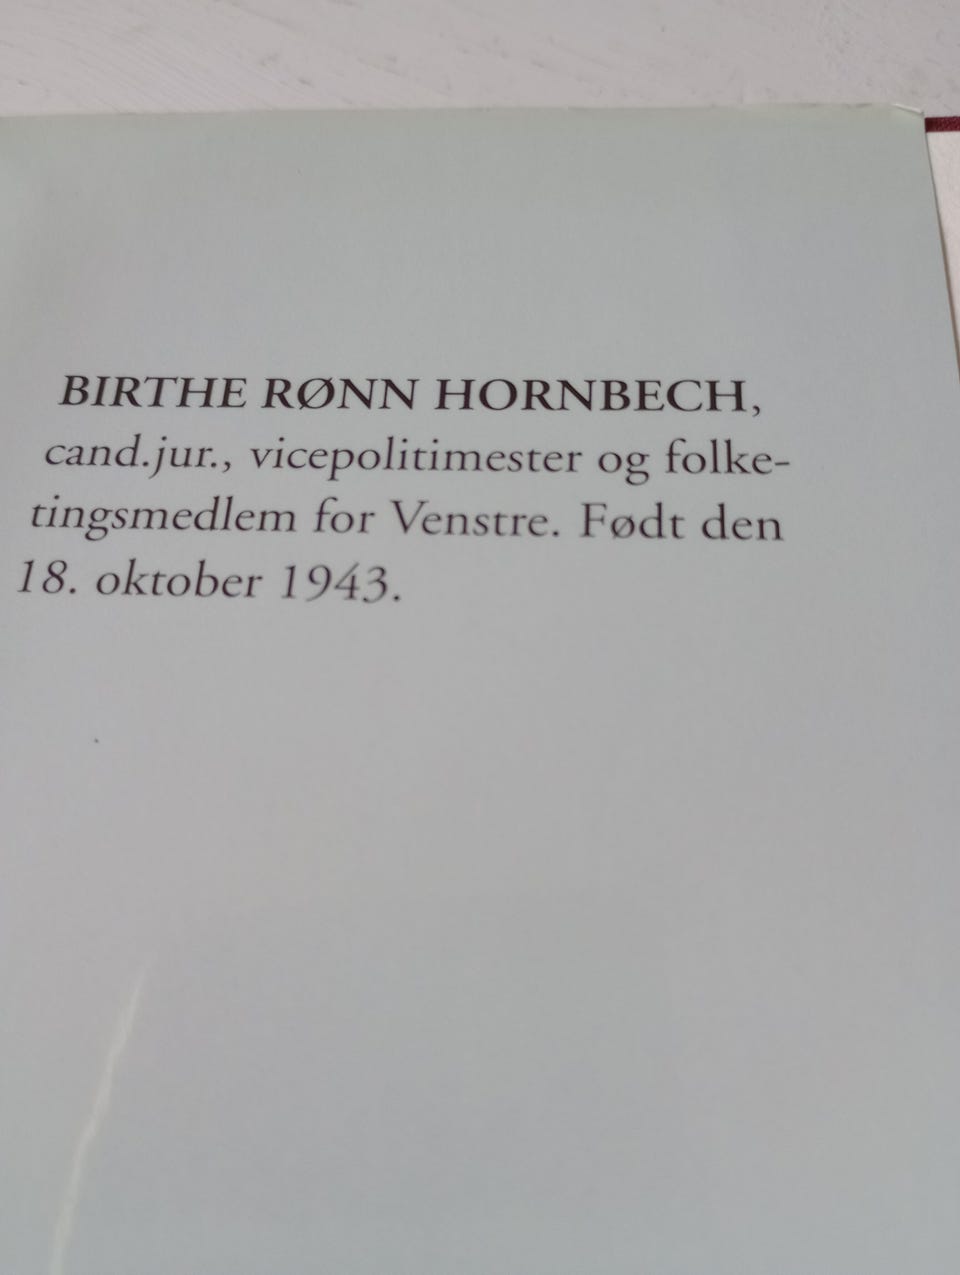 BIRTHE RØNN HORNBECH,
cand.jur., vicepolitimester og folke-
tingsmedlem for Venstre. Født den
18. oktober 1943.